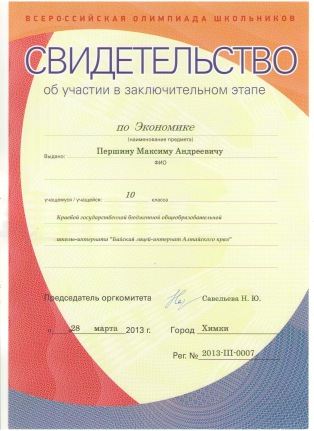 ВСЕРОССИЙСКАЯ ОЛИМПИАДА ШКОЛЬНИКОВ
СВИДЕТЕЛЬСТВО
об участии в заключительном этапе
по Экономике
(наименование предмета)
Выдано: Першину Максиму Андреевичу
ФИО
учащемуся / учащейся: 10 класса
Краевой государственной бюджетной общеобразовательной
школы-интерната "Бийский лицей-интернат Алтайского края"
Председатель оргкомитета Савельева Н. Ю.
« 28 марта 2013 г. Город Химки
Рег. № 2013-III-0007